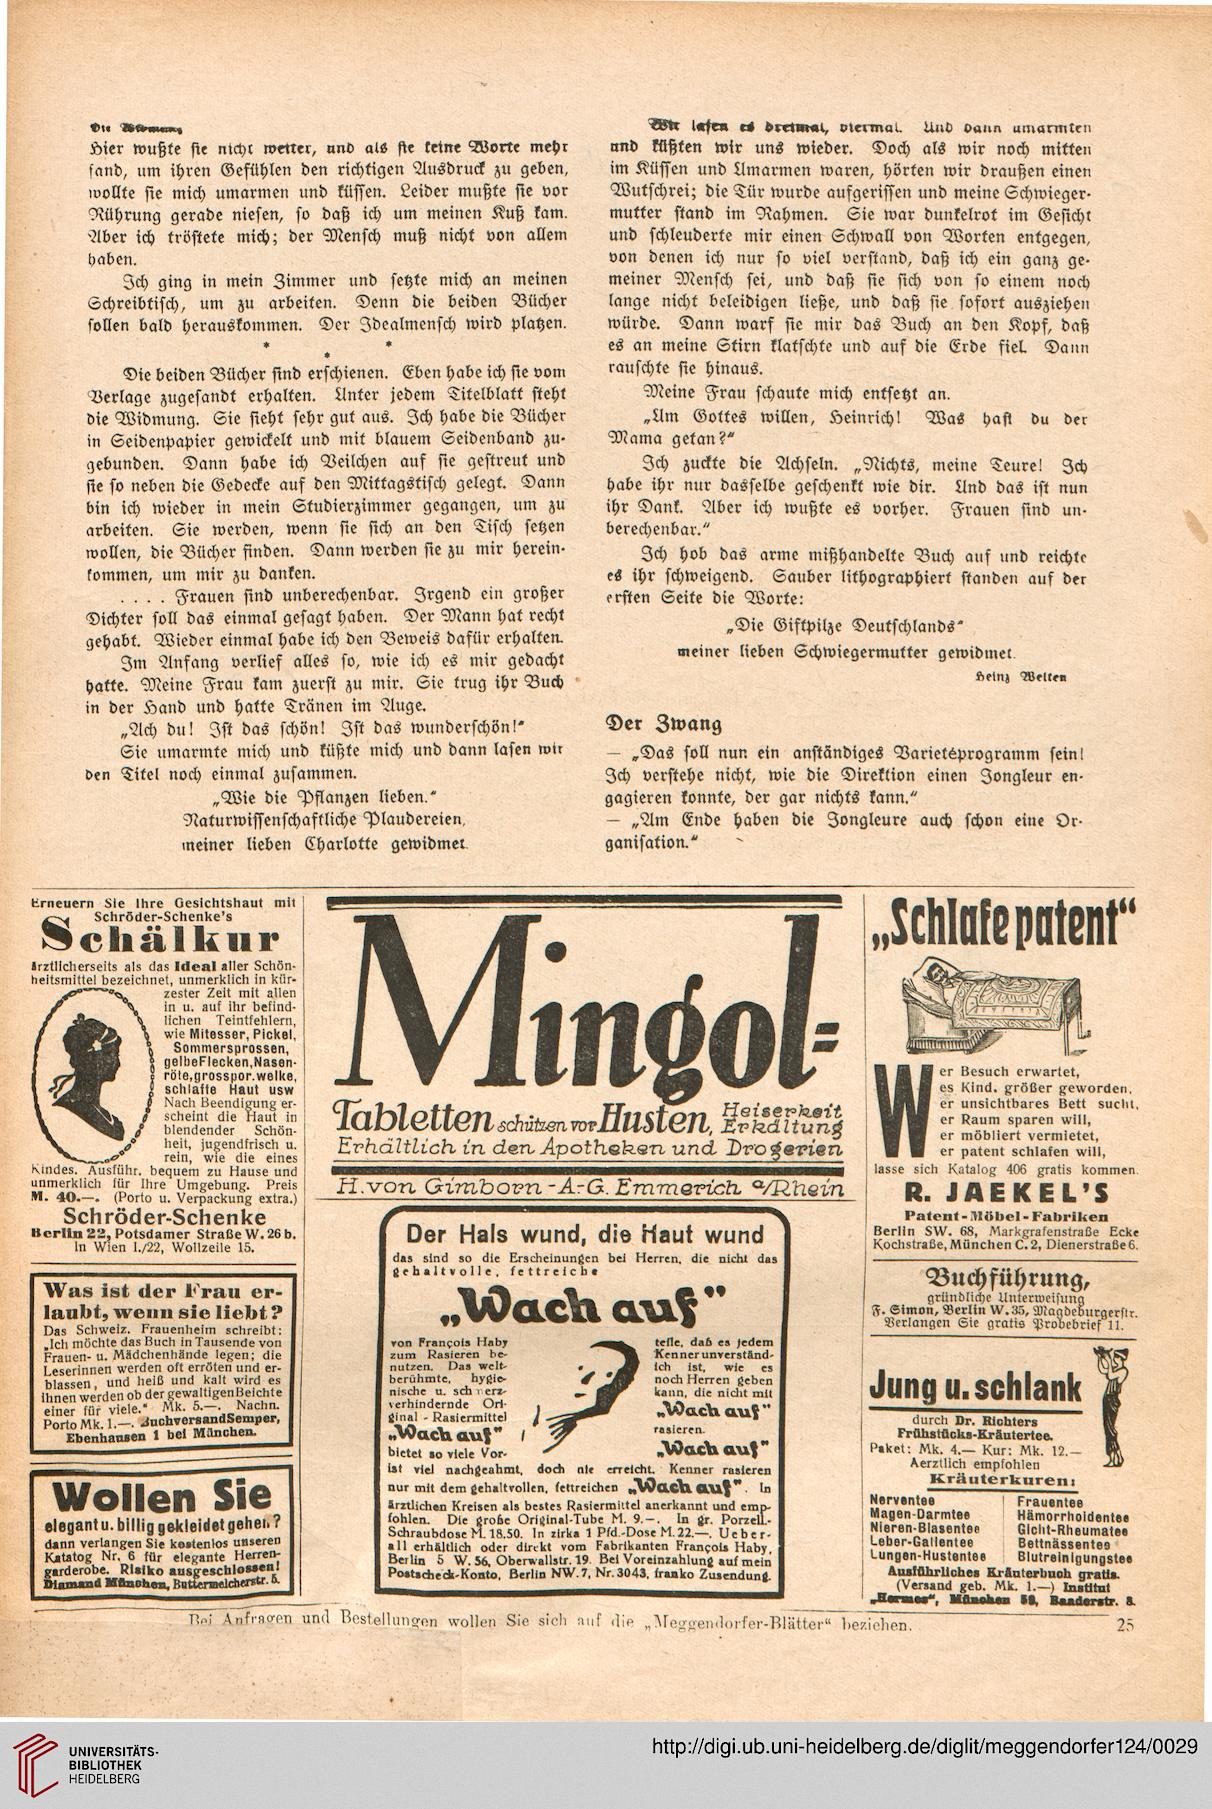 Die Widmung
Hier wußte sie nicht weiter, und als sie keine Worte mehr
fand, um ihren Gefühlen den richtigen Ausdruck zu geben,
wollte sie mich umarmen und küssen. Leider mußte sie vor
Rührung gerade niesen, so daß ich um meinen Kuß kam.
Aber ich tröstete mich; der Mensch muß nicht von allem
haben.
Ich ging in mein Zimmer und setzte mich an meinen
Schreibtisch, um zu arbeiten. Denn die beiden Bücher
sollen bald herauskommen. Der Idealmensch wird platzen.
* * *
Die beiden Bücher sind erschienen. Eben habe ich sie vom
Verlage zugesandt erhalten. Unter jedem Titelblatt steht
die Widmung. Sie sieht sehr gut aus. Ich habe die Bücher
in Seidenpapier gewickelt und mit blauem Seidenband zu-
gebunden. Dann habe ich Veilchen auf sie gestreut und
sie so neben die Gedecke auf den Mittagstisch gelegt. Dann
bin ich wieder in mein Studierzimmer gegangen, um zu
arbeiten. Sie werden, wenn sie sich an den Tisch setzen
wollen, die Bücher finden. Dann werden sie zu mir herein-
kommen, um mir zu danken.
. . . . Frauen sind unberechenbar. Irgend ein großer
Dichter soll das einmal gesagt haben. Der Mann hat recht
gehabt. Wieder einmal habe ich den Beweis dafür erhalten.
Im Anfang verlief alles so, wie ich es mir gedacht
hatte. Meine Frau kam zuerst zu mir. Sie trug ihr Buch
in der Hand und hatte Tränen im Auge.
„Ach du! Ist das schön! Ist das wunderschön!“
Sie umarmte mich und küßte mich und dann lasen wir
den Titel noch einmal zusammen.
„Wie die Pflanzen lieben.“
Naturwissenschaftliche Plaudereien,
meiner lieben Charlotte gewidmet.
Wir lasen es dreimal, viermal. Und dann umarmten
und küßten wir uns wieder. Doch als wir noch mitten
im Küssen und Umarmen waren, hörten wir draußen einen
Wutschrei; die Tür wurde aufgerissen und meine Schwieger-
mutter stand im Rahmen. Sie war dunkelrot im Gesicht
und schleuderte mir einen Schwall von Worten entgegen,
von denen ich nur so viel verstand, daß ich ein ganz ge-
meiner Mensch sei, und daß sie sich von so einem noch
lange nicht beleidigen ließe, und daß sie sofort ausziehen
würde. Dann warf sie mir das Buch an den Kopf, daß
es an meine Stirn klatschte und auf die Erde fiel. Dann
rauschte sie hinaus.
Meine Frau schaute mich entsetzt an.
„Um Gottes willen, Heinrich! Was hast du der
Mama getan?“
Ich zuckte die Achseln. „Nichts, meine Teure! Ich
habe ihr nur dasselbe geschenkt wie dir. Und das ist nun
ihr Dank. Aber ich wußte es vorher. Frauen sind un-
berechenbar.“
Ich hob das arme mißhandelte Buch auf und reichte
es ihr schweigend. Sauber lithographiert standen auf der
ersten Seite die Worte:
„Die Giftpilze Deutschlands“
meiner lieben Schwiegermutter gewidmet.
Heinz Welten
Der Zwang
— „Das soll nun ein anständiges Varietéprogramm sein!
Ich verstehe nicht, wie die Direktion einen Jongleur en-
gagieren konnte, der gar nichts kann.“
— „Am Ende haben die Jongleure auch schon eine Or-
ganisation.“
Erneuern Sie Ihre Gesichtshaut mit
Schröder-Schenke's
Schälkur
ärztlicherseits als das Ideal aller Schön-
heitsmittel bezeichnet, unmerklich in kür-
zester Zeit mit allen
in u. auf ihr befind-
lichen Teintfehlern,
wie Mitesser, Pickel,
Sommersprossen,
gelbe Flecken, Nasen-
röte, grosspor. welke,
schlaffe Haut usw
Nach Beendigung er-
scheint die Haut in
blendender Schön-
heit, jugendfrisch u.
rein, wie die eines
Kindes. Ausführ. bequem zu Hause und
unmerklich für Ihre Umgebung. Preis
M. 40.—. (Porto u. Verpackung extra.)
Schröder-Schenke
Berlin 22, Potsdamer Straße W. 26 b.
In Wien I./22, Wollzeile 15.
Was ist der Frau er-
laubt, wenn sie liebt?
Das Schweiz. Frauenheim schreibt:
„Ich möchte das Buch in Tausende von
Frauen- u. Mädchenhände legen; die
Leserinnen werden oft erröten und er-
blassen, und heiß und kalt wird es
ihnen werden ob der gewaltigen Beichte
einer für viele.“ Mk. 5.—. Nachn.
Porto Mk. 1.—. Buchversand Semper,
Ebenhausen 1 bei München.
Wollen Sie
elegant u. billig gekleidet gehen?
dann verlangen Sie kostenlos unseren
Katatog Nr. 6 für elegante Herren-
garderobe. Risiko ausgeschlossen!
Diamand München, Buttermelcherstr. 5.
Mingol-
Tabletten schützen vor Husten, Heiserkeit
Erkältung
Erhältlich in den Apotheken und Drogerien
H. von Gimborn - A.-G. Emmerich a/Rhein
Der Hals wund, die Haut wund
das sind so die Erscheinungen bei Herren, die nicht das
gehaltvolle, fettreiche
„Wach auf“
von François Haby
zum Rasieren be-
nutzen. Das welt-
berühmte, hygie-
nische u. schmerz-
verhindernde Ori-
ginal - Rasiermittel
„Wach auf“
bietet so viele Vor-
teile, daß es jedem
Kenner unverständ-
lich ist, wie es
noch Herren geben
kann, die nicht mit
„Wach auf“
rasieren.
„Wach auf“
ist viel nachgeahmt, doch nie erreicht. Kenner rasieren
nur mit dem gehaltvollen, fettreichen „Wach auf“. In
ärztlichen Kreisen als bestes Rasiermittel anerkannt und emp-
fohlen. Die große Original-Tube M. 9.—. In gr. Porzell.-
Schraubdose M. 18.50. In zirka 1 Pfd.-Dose M. 22.—. Ueber-
all erhältlich oder direkt vom Fabrikanten François Haby,
Berlin 5 W. 56, Oberwallstr. 19. Bei Voreinzahlung auf mein
Postscheck-Konto, Berlin NW. 7, Nr. 3043, franko Zusendung.
„Schlafe patent“
Wer Besuch erwartet,
es Kind. größer geworden,
er unsichtbares Bett sucht,
er Raum sparen will,
er möbliert vermietet,
er patent schlafen will,
lasse sich Katalog 406 gratis kommen.
R. JAEKEL'S
Patent-Möbel-Fabriken
Berlin SW. 68, Markgrafenstraße Ecke
Kochstraße, München C. 2, Dienerstraße 6.
Buchführung,
gründliche Unterweisung
F. Simon, Berlin W. 35, Magdeburgerstr.
Verlangen Sie gratis Probebrief 11.
Jung u. schlank
durch Dr. Richters
Frühstücks-Kräutertee.
Paket: Mk. 4.— Kur: Mk. 12.—
Aerztlich empfohlen
Kräuterkuren:
Nerventee
Magen-Darmtee
Nieren-Blasentee
Leber-Gallentee
Lungen-Hustentee
Frauentee
Hämorrhoidentee
Gicht-Rheumatee
Bettnässentee
Blutreinigungstee
Ausführliches Kräuterbuch gratis.
(Versand geb. Mk. 1.—) Institut
„Hermes“, München 59, Baaderstr. 8.
Bei Anfragen und Bestellungen wollen Sie sich auf die „Meggendorfer-Blätter“ beziehen.
25
UNIVERSITÄTS-
BIBLIOTHEK
HEIDELBERG
http://digi.ub.uni-heidelberg.de/diglit/meggendorfer124/0029